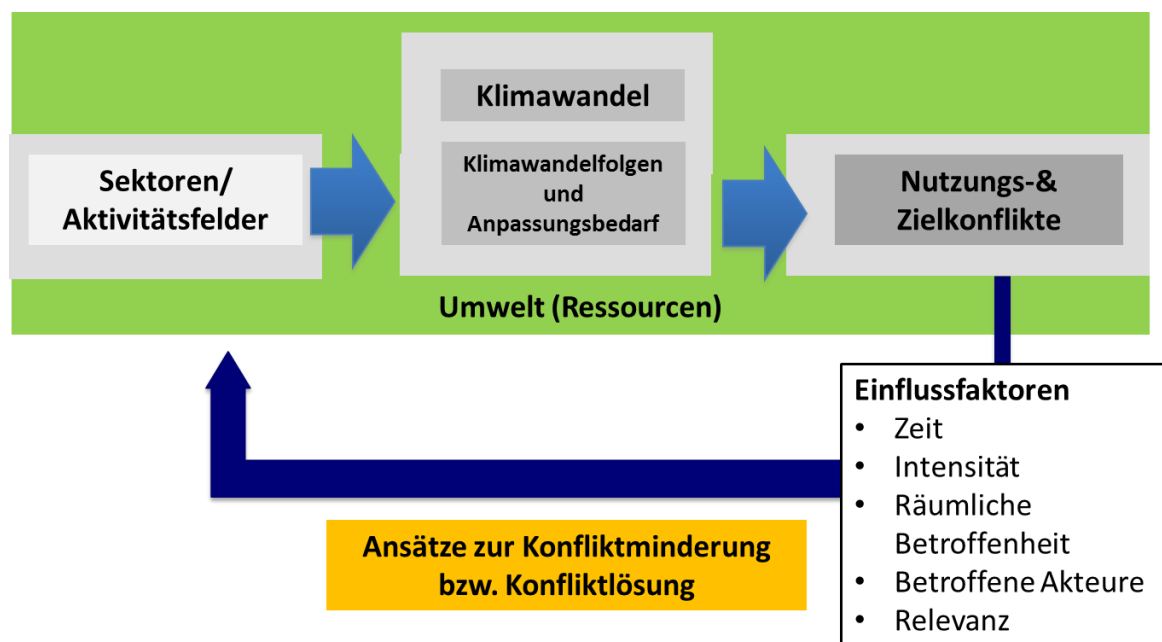 Sektoren/
Aktivitätsfelder
Klimawandel
Klimawandelfolgen
und
Anpassungsbedarf
Nutzungs-&
Zielkonflikte
Umwelt (Ressourcen)
Einflussfaktoren
• Zeit
• Intensität
• Räumliche
Betroffenheit
• Betroffene Akteure
• Relevanz
Ansätze zur Konfliktminderung
bzw. Konfliktlösung